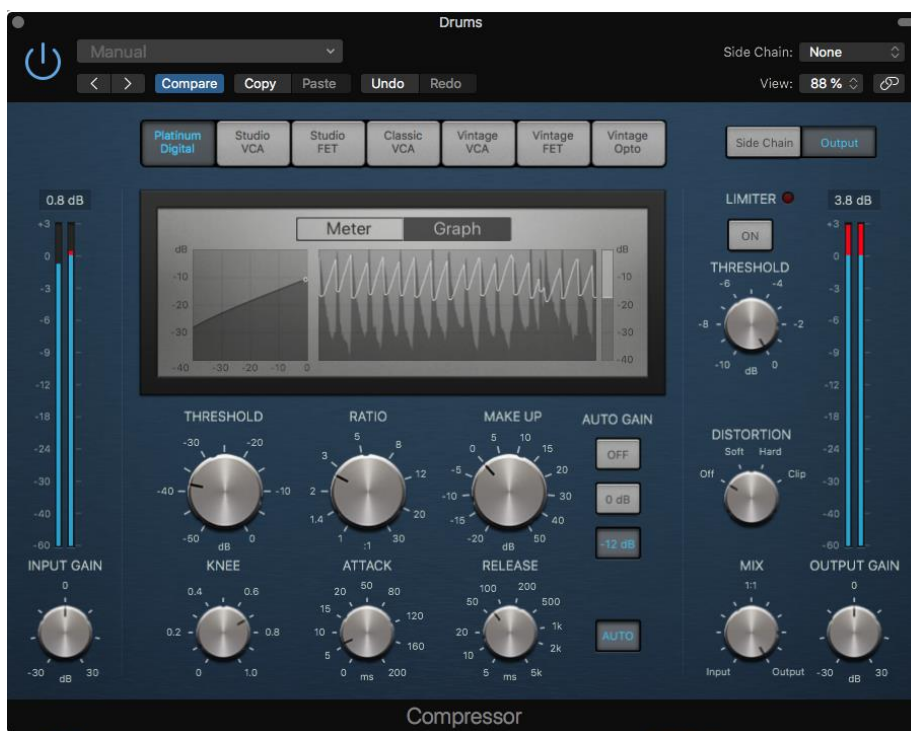 Drums
Manual
Side Chain: None
Compare Copy Paste Undo Redo
View: 88 %
Platinum Digital
Studio VCA
Studio FET
Classic VCA
Vintage VCA
Vintage FET
Vintage Opto
Side Chain Output
0.8 dB
+3
0
-3
-6
-9
-12
-18
-24
-30
-40
-60
INPUT GAIN
0
-30 dB 30
Meter Graph
dB
-10
-20
-30
-40 -30 -20 -10 0
dB
-10
-20
-30
-40
THRESHOLD
-30 -20
-40 -10
-50 dB 0
RATIO
5
3 8
2 12
1.4 20
1 :1 30
MAKE UP
5 10
0 15
-5 20
-10 30
-15 40
-20 dB 50
AUTO GAIN
OFF
0 dB
-12 dB
KNEE
0.4 0.6
0.2 0.8
0 1.0
ATTACK
50
20 80
15 120
10 160
5
0 ms 200
RELEASE
100 200
50 500
20 1k
10 2k
5 ms 5k
AUTO
LIMITER
ON
THRESHOLD
-6 -4
-8 -2
-10 dB 0
DISTORTION
Soft Hard
Off Clip
MIX
1:1
Input Output
3.8 dB
+3
0
-3
-6
-9
-12
-18
-24
-30
-40
-60
OUTPUT GAIN
0
-30 dB 30
Compressor